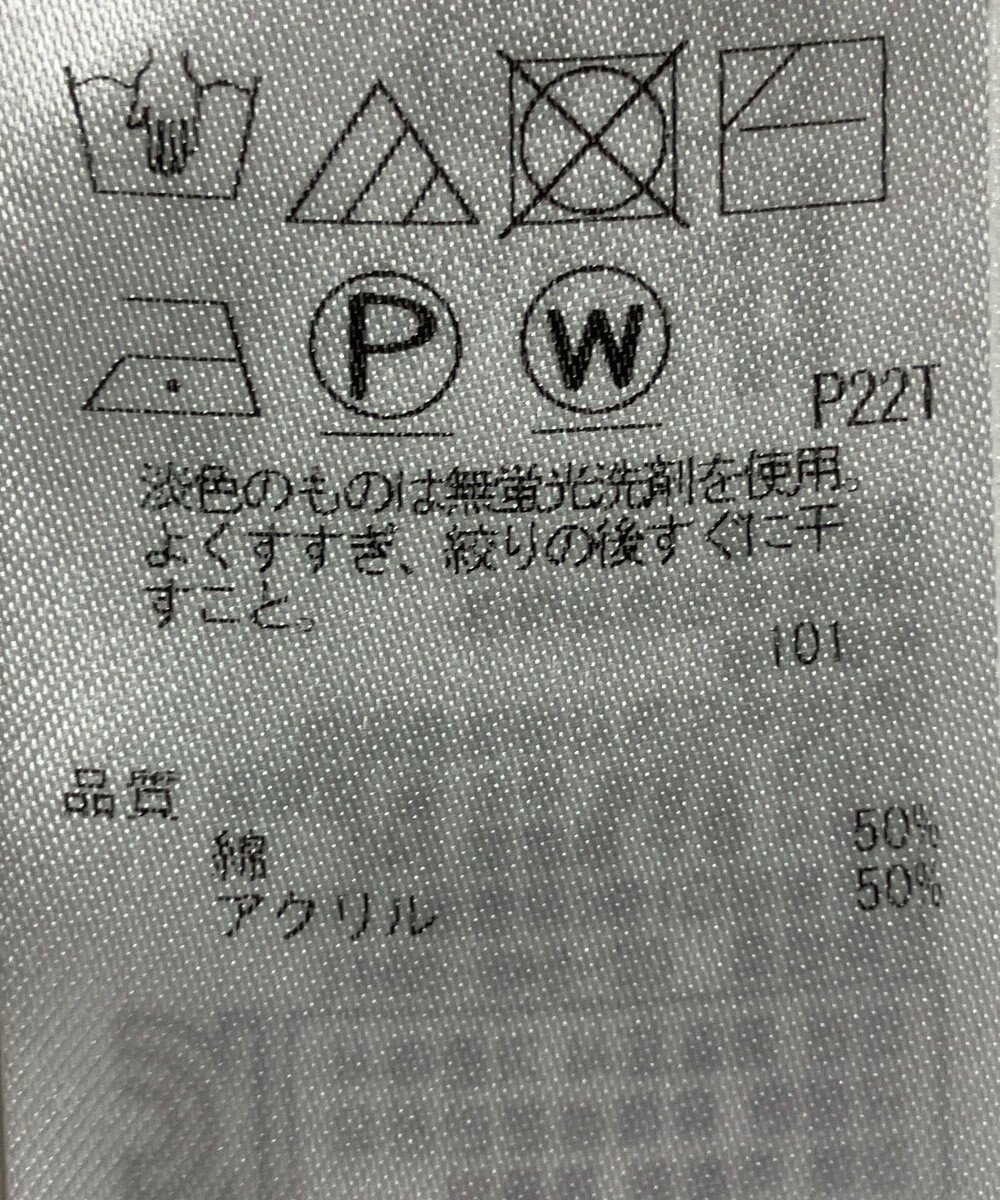 P
W
P22T
淡色のものは無蛍光洗剤を使用。
よくすすぎ、絞りの後すぐに干
すこと。
101
品質
綿 50%
アクリル 50%